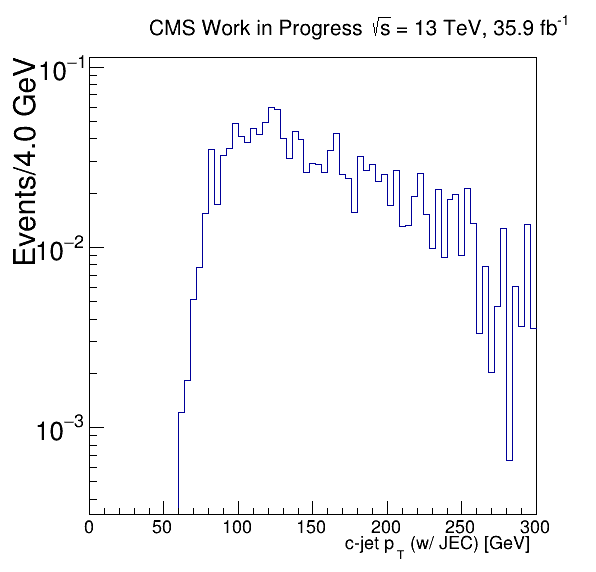 CMS Work in Progress √s = 13 TeV, 35.9 fb⁻¹
Events/4.0 GeV
10⁻¹
10⁻²
10⁻³
0 50 100 150 200 250 300
c-jet p_T (w/ JEC) [GeV]